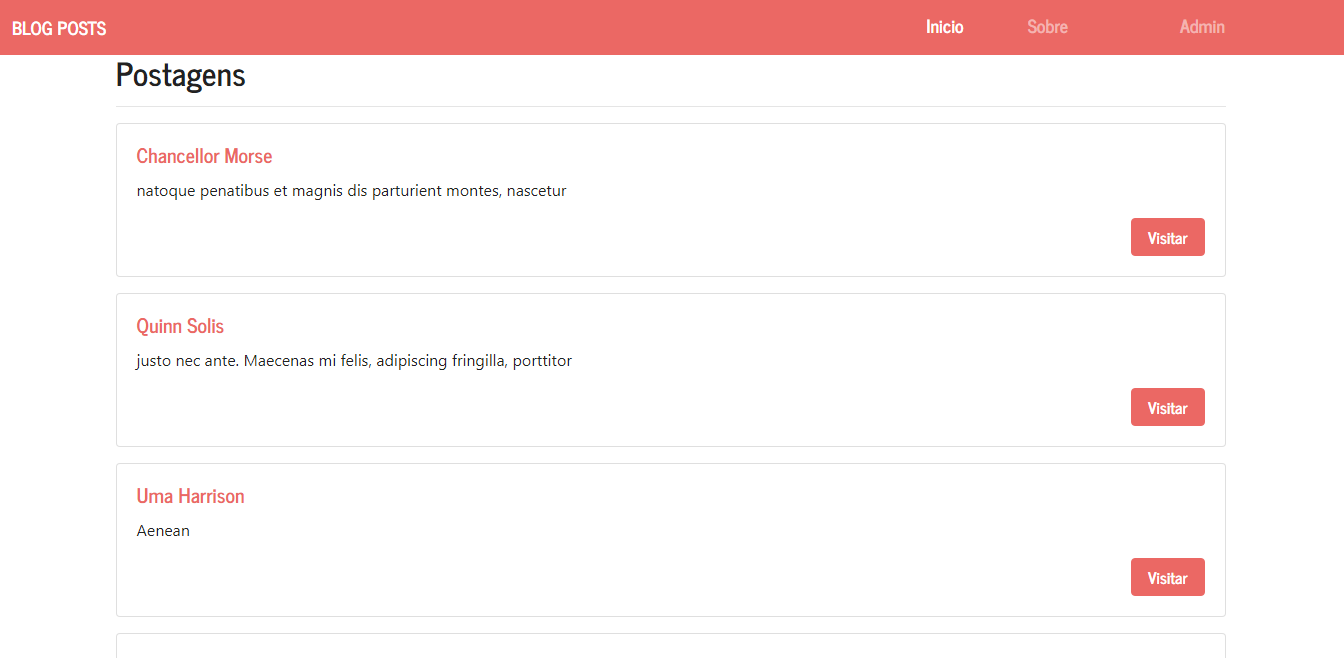 BLOG POSTS
Inicio
Sobre
Admin
Postagens
Chancellor Morse
natoque penatibus et magnis dis parturient montes, nascetur
Visitar
Quinn Solis
justo nec ante. Maecenas mi felis, adipiscing fringilla, porttitor
Visitar
Uma Harrison
Aenean
Visitar